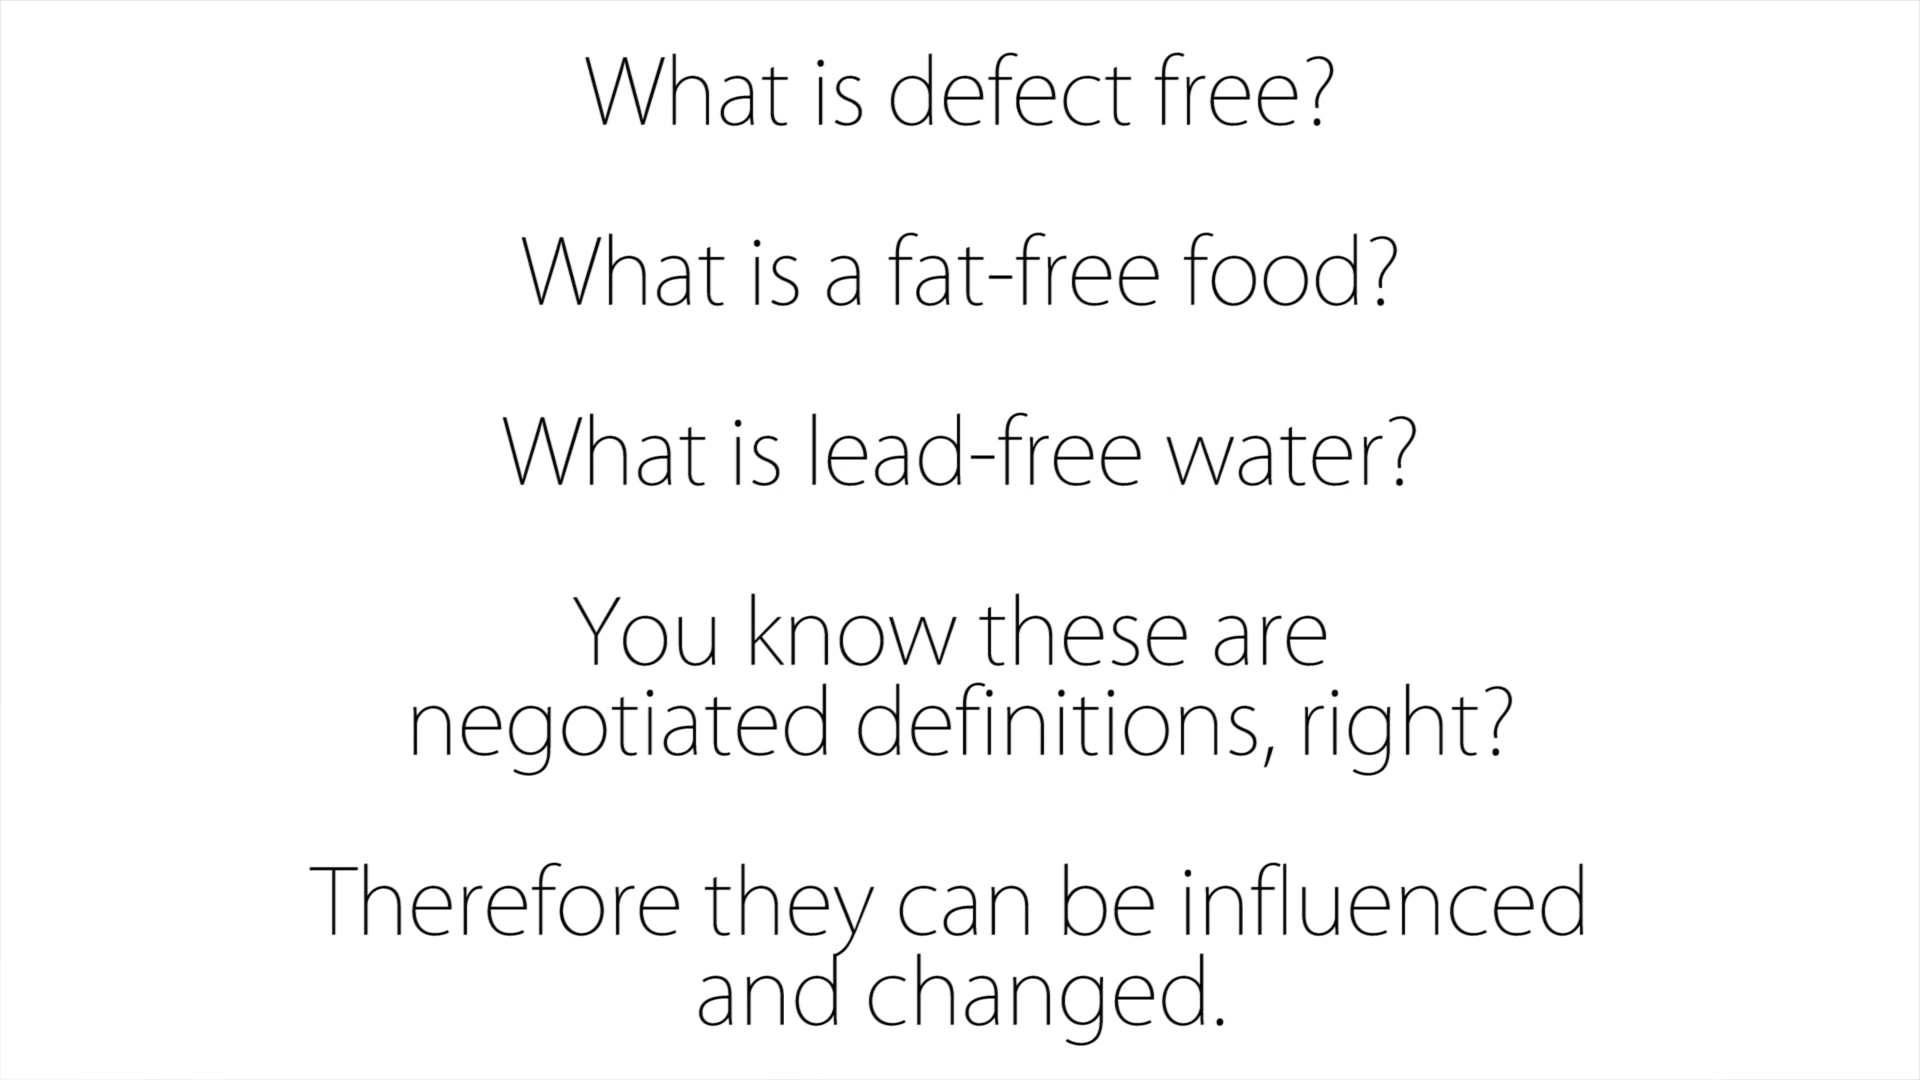 What is defect free?
What is a fat-free food?
What is lead-free water?
You know these are
negotiated definitions, right?
Therefore they can be influenced
and changed.